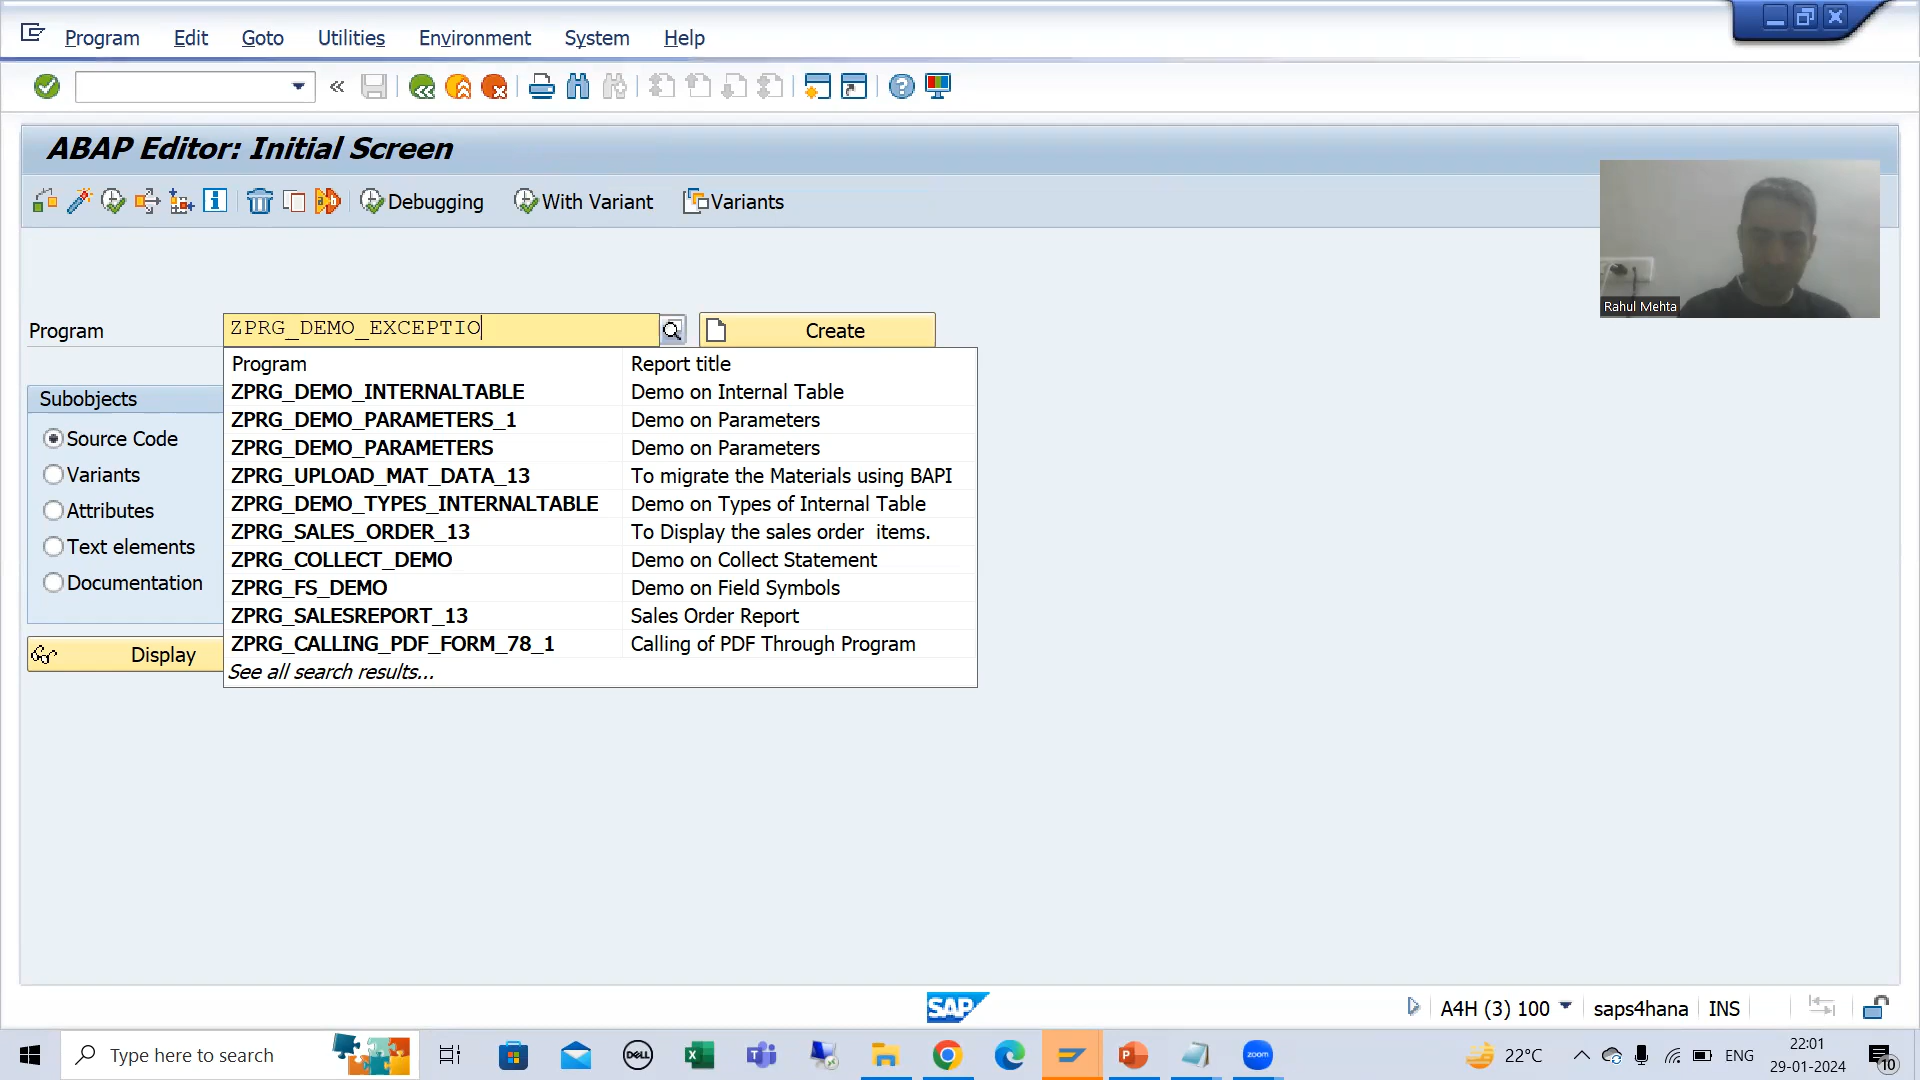 Program Edit Goto Utilities Environment System Help
ABAP Editor: Initial Screen
Debugging With Variant Variants
Rahul Mehta
Program ZPRG_DEMO_EXCEPTIO Create
Program Report title
ZPRG_DEMO_INTERNALTABLE Demo on Internal Table
ZPRG_DEMO_PARAMETERS_1 Demo on Parameters
ZPRG_DEMO_PARAMETERS Demo on Parameters
ZPRG_UPLOAD_MAT_DATA_13 To migrate the Materials using BAPI
ZPRG_DEMO_TYPES_INTERNALTABLE Demo on Types of Internal Table
ZPRG_SALES_ORDER_13 To Display the sales order  items.
ZPRG_COLLECT_DEMO Demo on Collect Statement
ZPRG_FS_DEMO Demo on Field Symbols
ZPRG_SALESREPORT_13 Sales Order Report
ZPRG_CALLING_PDF_FORM_78_1 Calling of PDF Through Program
See all search results...
Subobjects
Source Code
Variants
Attributes
Text elements
Documentation
Display
SAP
A4H (3) 100 saps4hana INS
Type here to search
DELL
zoom
22°C
ENG
22:01
29-01-2024
10